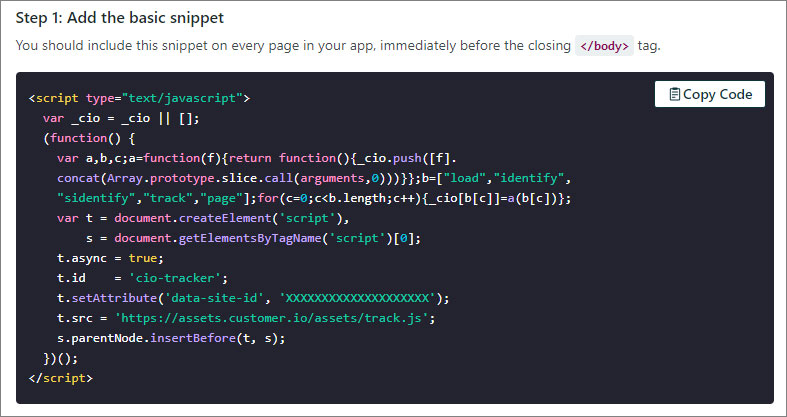 Step 1: Add the basic snippet
You should include this snippet on every page in your app, immediately before the closing </body> tag.
Copy Code
<script type="text/javascript">
  var _cio = _cio || [];
  (function() {
    var a,b,c;a=function(f){return function(){_cio.push([f].
    concat(Array.prototype.slice.call(arguments,0)))}};b=["load","identify",
    "sidentify","track","page"];for(c=0;c<b.length;c++){_cio[b[c]]=a(b[c])};
    var t = document.createElement('script'),
        s = document.getElementsByTagName('script')[0];
    t.async = true;
    t.id    = 'cio-tracker';
    t.setAttribute('data-site-id', 'XXXXXXXXXXXXXXXXXXXX');
    t.src = 'https://assets.customer.io/assets/track.js';
    s.parentNode.insertBefore(t, s);
  })();
</script>